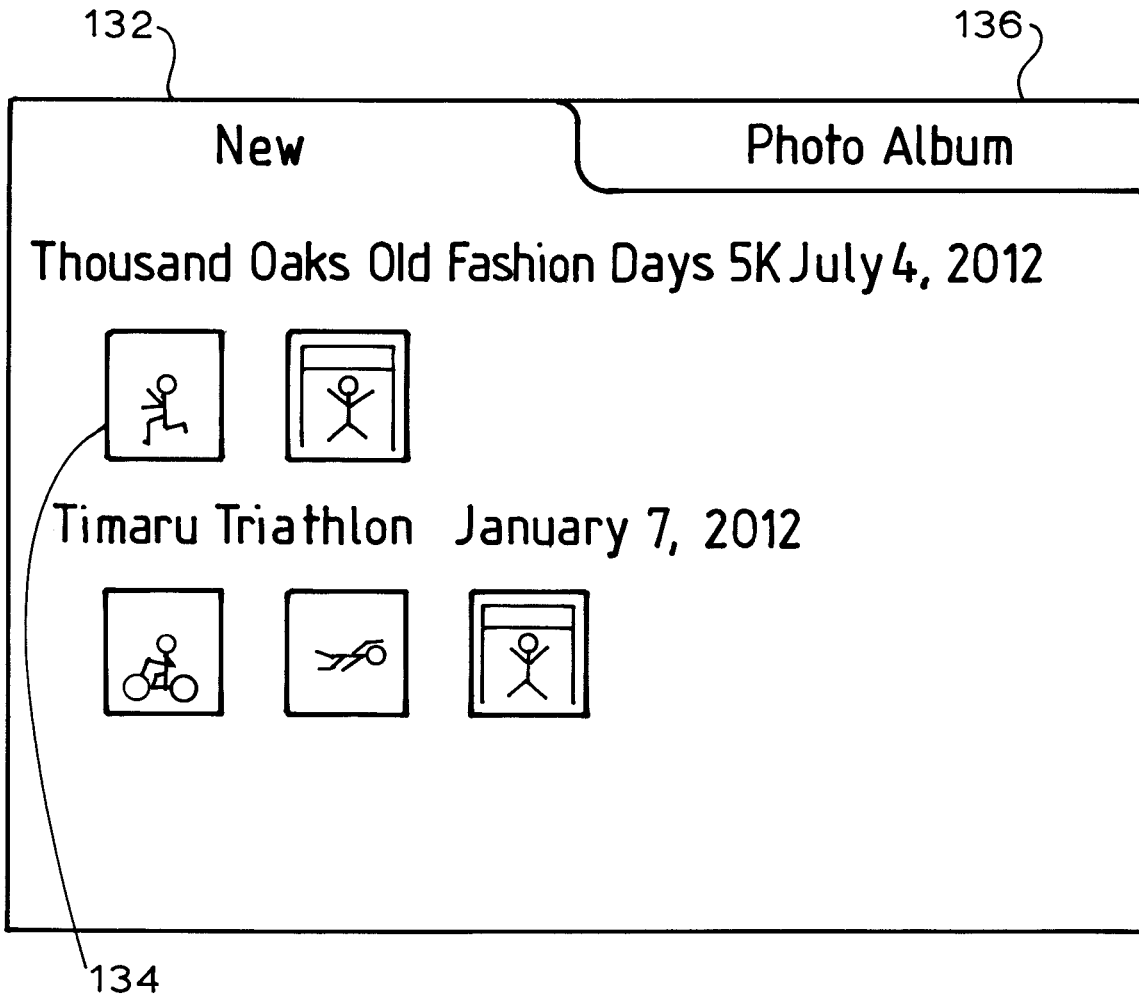 132 136
New Photo Album
Thousand Oaks Old Fashion Days 5K July 4, 2012
Timaru Triathlon January 7, 2012
134